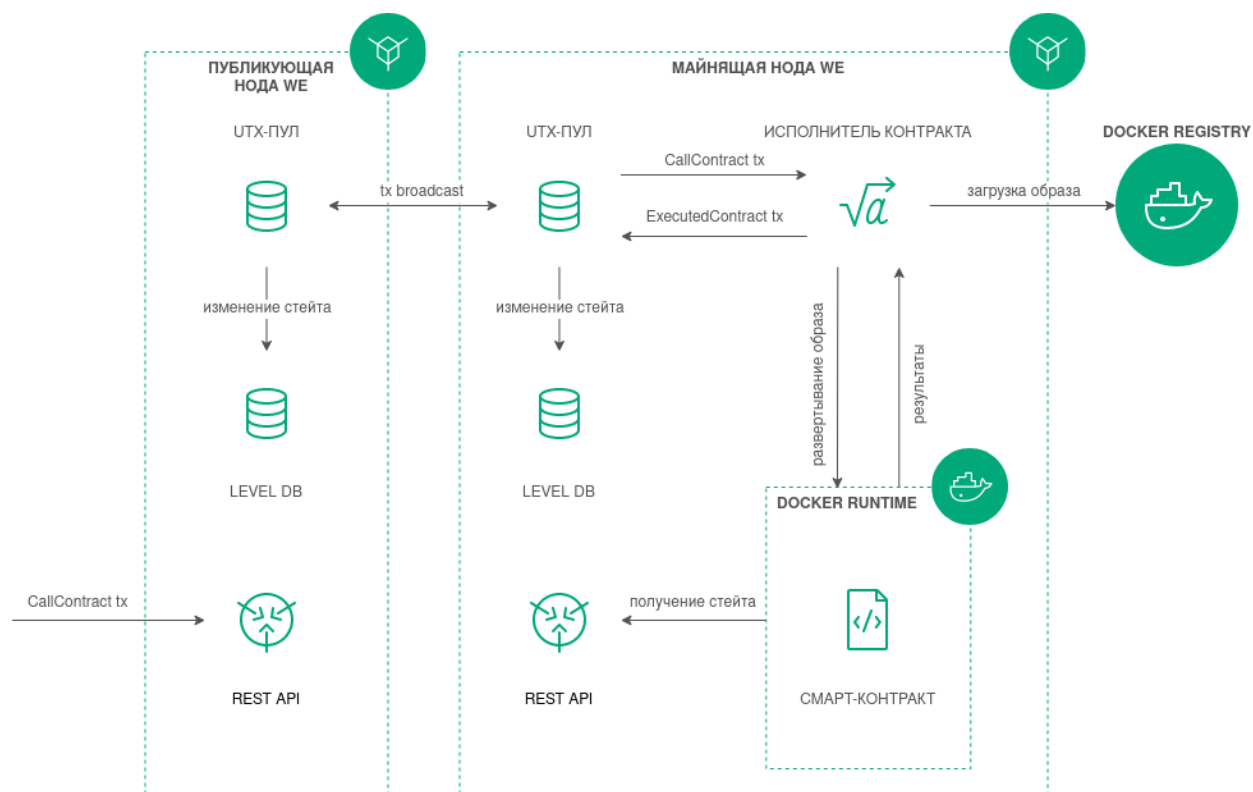 ПУБЛИКУЮЩАЯ
НОДА WE
МАЙНЯЩАЯ НОДА WE
UTX-ПУЛ
UTX-ПУЛ
ИСПОЛНИТЕЛЬ КОНТРАКТА
DOCKER REGISTRY
CallContract tx
tx broadcast
загрузка образа
ExecutedContract tx
изменение стейта
изменение стейта
развертывание образа
результаты
LEVEL DB
LEVEL DB
DOCKER RUNTIME
CallContract tx
получение стейта
REST API
REST API
СМАРТ-КОНТРАКТ